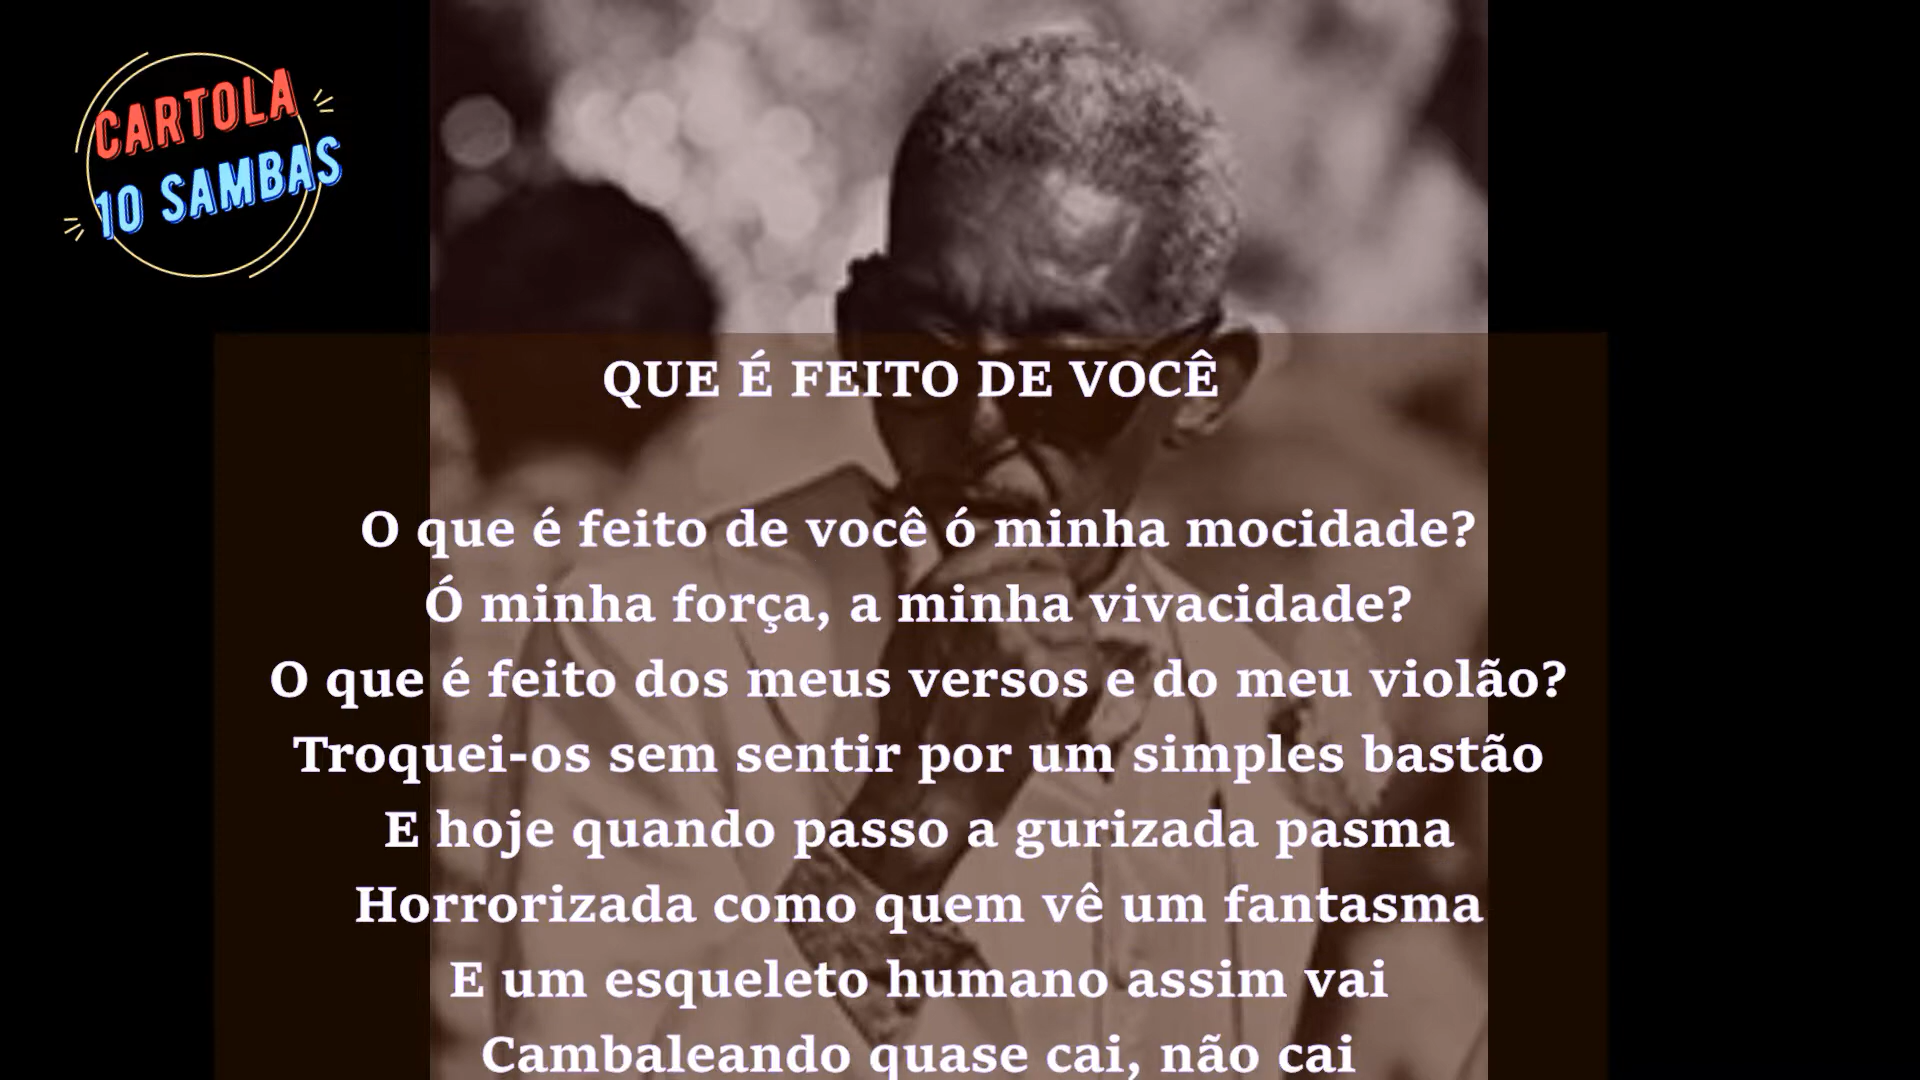 CARTOLA
10 SAMBAS
QUE É FEITO DE VOCÊ
O que é feito de você ó minha mocidade?
Ó minha força, a minha vivacidade?
O que é feito dos meus versos e do meu violão?
Troquei-os sem sentir por um simples bastão
E hoje quando passo a gurizada pasma
Horrorizada como quem vê um fantasma
E um esqueleto humano assim vai
Cambaleando quase cai, não cai